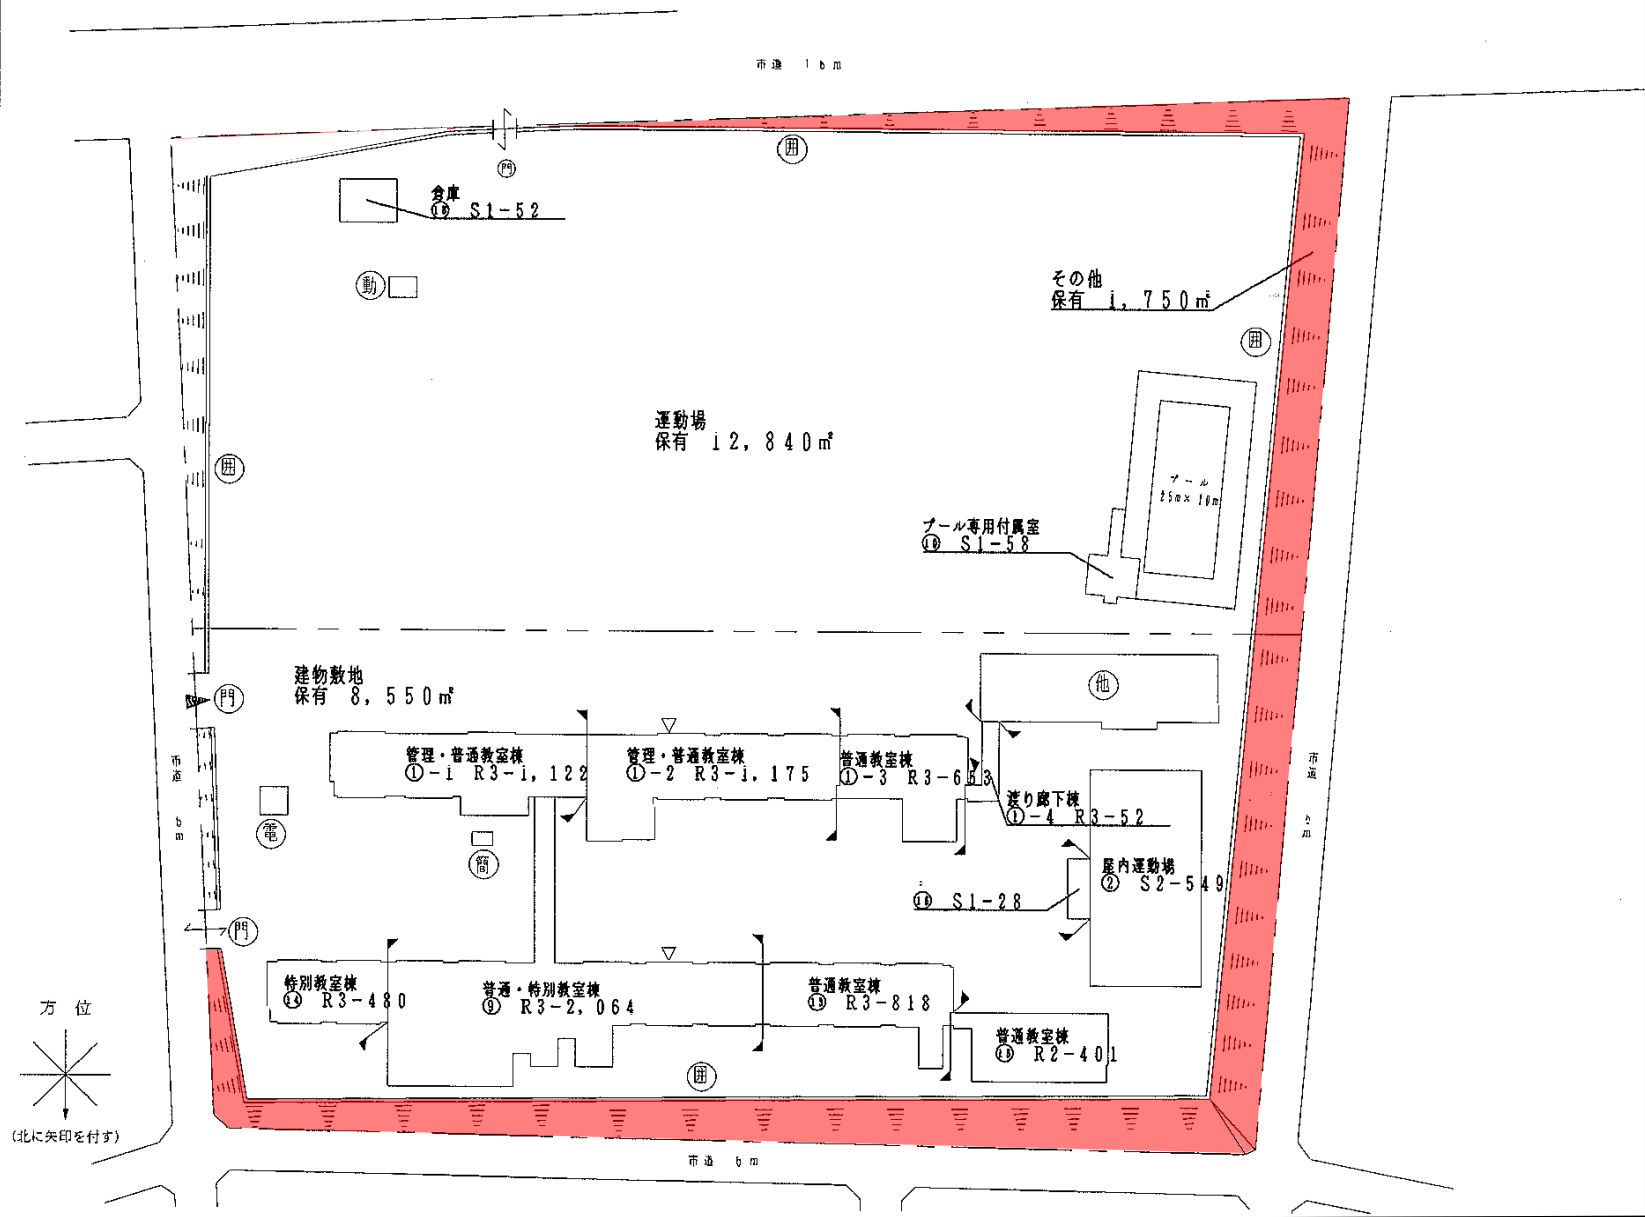 市道 16m
門
囲
倉庫
⑯ S1-52
動
その他
保有 1,750㎡
囲
運動場
保有 12,840㎡
囲
プール
25m×10m
プール専用付属室
⑩ S1-58
建物敷地
保有 8,550㎡
他
門
管理・普通教室棟
①-1 R3-1,122
管理・普通教室棟
①-2 R3-1,175
普通教室棟
①-3 R3-653
市道 6m
市道 6m
渡り廊下棟
①-4 R3-52
電
簡
屋内運動場
② S2-549
S1-28
門
特別教室棟
⑭ R3-480
普通・特別教室棟
⑨ R3-2,064
普通教室棟
⑬ R3-818
方位
普通教室棟
⑮ R2-401
囲
(北に矢印を付す)
市道 6m